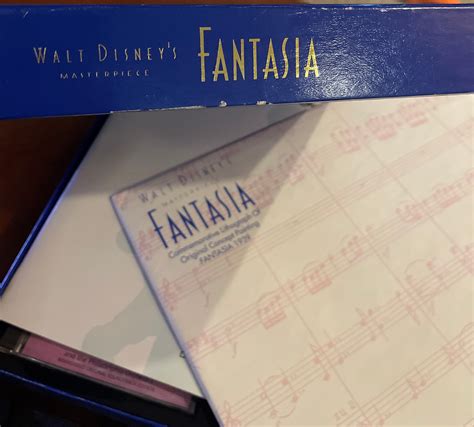 WALT DISNEY'S
MASTERPIECE
FANTASIA
WALT DISNEY'S
MASTERPIECE
FANTASIA
Commemorative Lithograph Of
Original Concept Painting
FANTASIA 1939